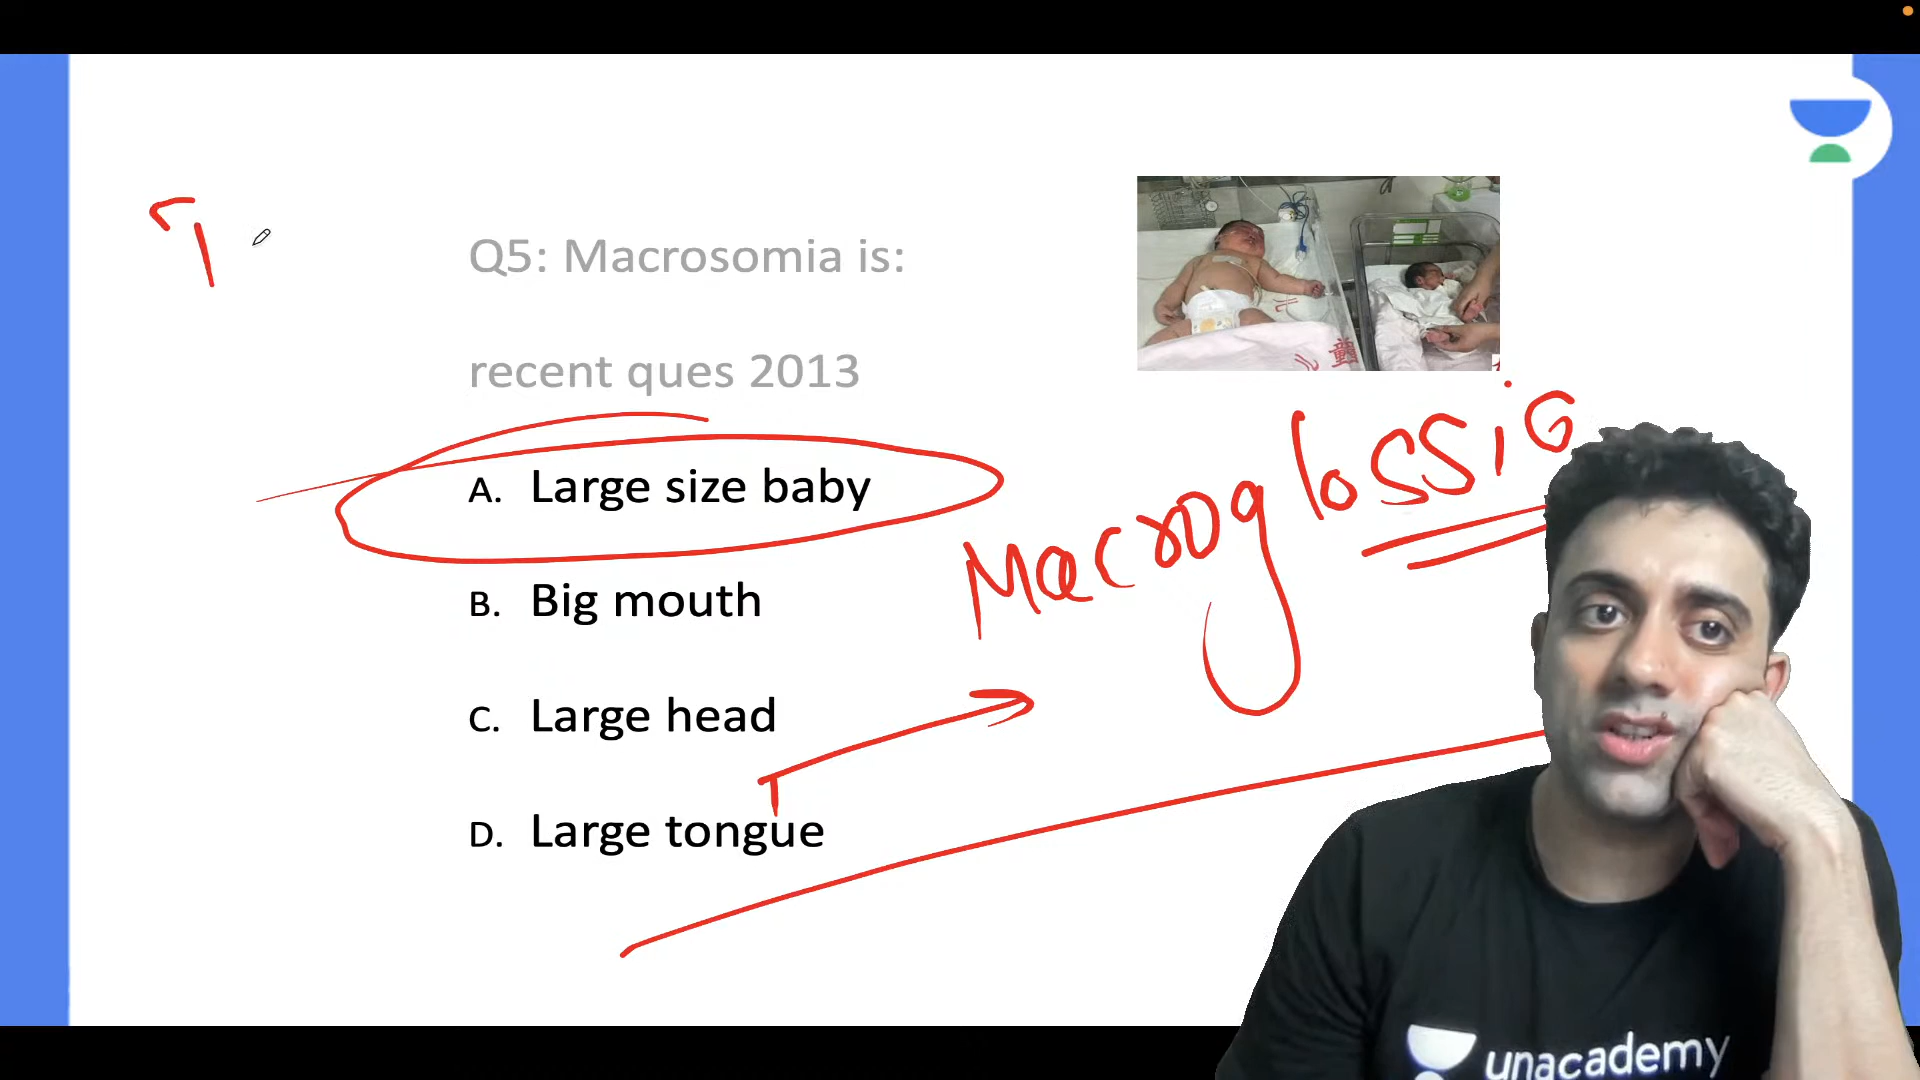 Q5: Macrosomia is:
recent ques 2013
A. Large size baby
B. Big mouth
C. Large head
D. Large tongue
Macroglossia
unacademy